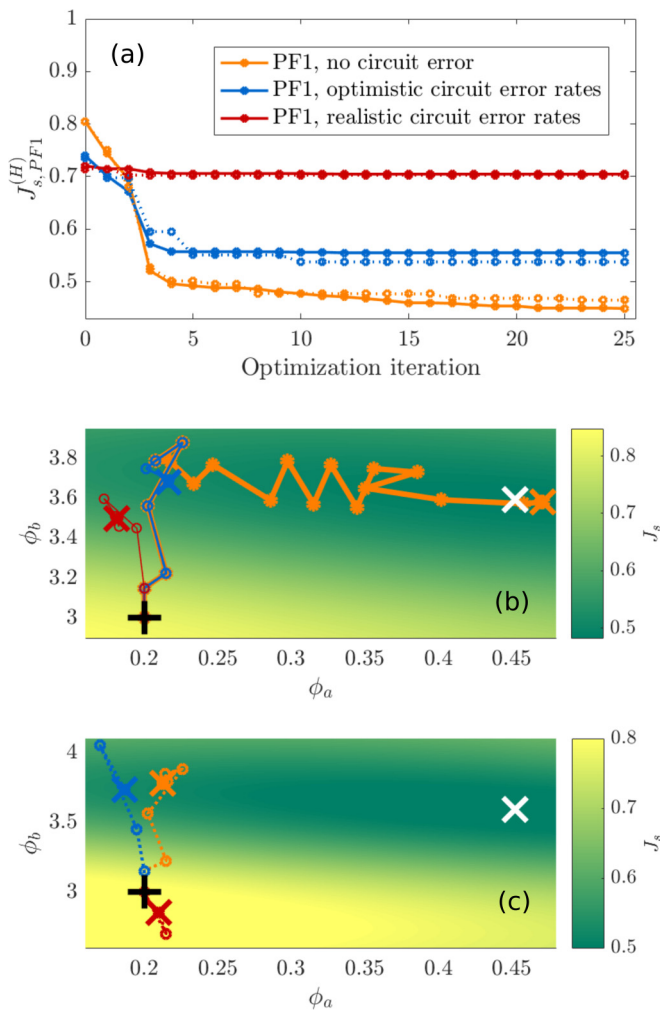 (a)
PF1, no circuit error
PF1, optimistic circuit error rates
PF1, realistic circuit error rates
1
0.9
0.8
0.7
0.6
0.5
J_{s,PF1}^{(H)}
0 5 10 15 20 25
Optimization iteration
3.8
3.6
3.4
3.2
3
ϕ_b
(b)
0.2 0.25 0.3 0.35 0.4 0.45
ϕ_a
0.8
0.7
0.6
0.5
J_s
4
3.5
3
ϕ_b
(c)
0.2 0.25 0.3 0.35 0.4 0.45
ϕ_a
0.8
0.7
0.6
0.5
J_s